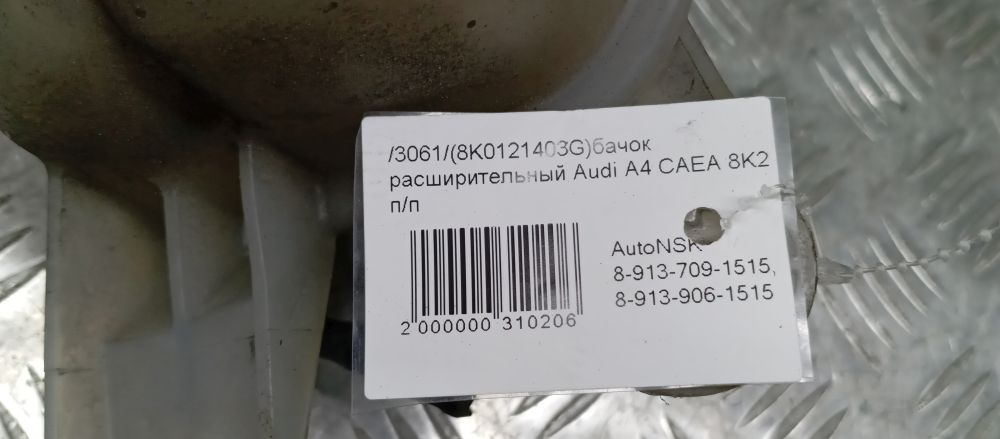 /3061/(8K0121403G)бачок
расширительный Audi A4 CAEA 8K2
п/п
AutoNSK
8-913-709-1515,
8-913-906-1515
2 000000 310206